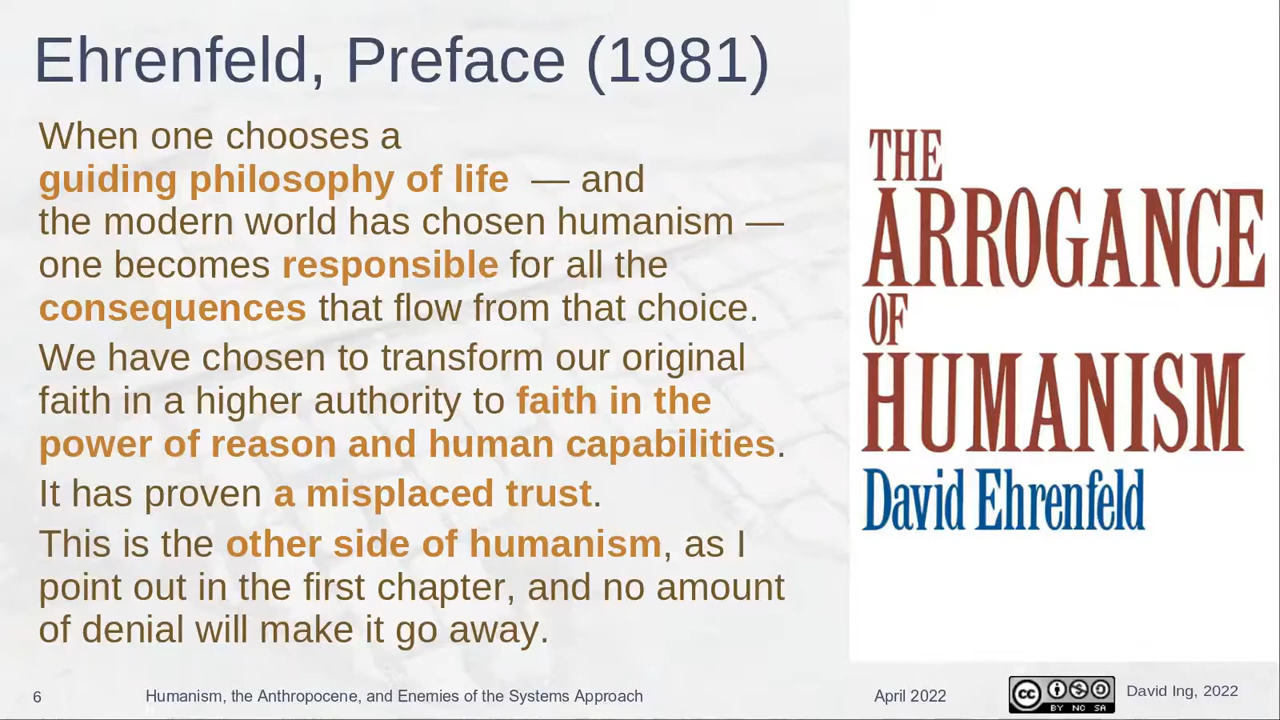 Ehrenfeld, Preface (1981)
When one chooses a
guiding philosophy of life — and
the modern world has chosen humanism —
one becomes responsible for all the
consequences that flow from that choice.
We have chosen to transform our original
faith in a higher authority to faith in the
power of reason and human capabilities.
It has proven a misplaced trust.
This is the other side of humanism, as I
point out in the first chapter, and no amount
of denial will make it go away.
THE
ARROGANCE
OF
HUMANISM
David Ehrenfeld
6
Humanism, the Anthropocene, and Enemies of the Systems Approach
April 2022
cc
BY NC SA
David Ing, 2022